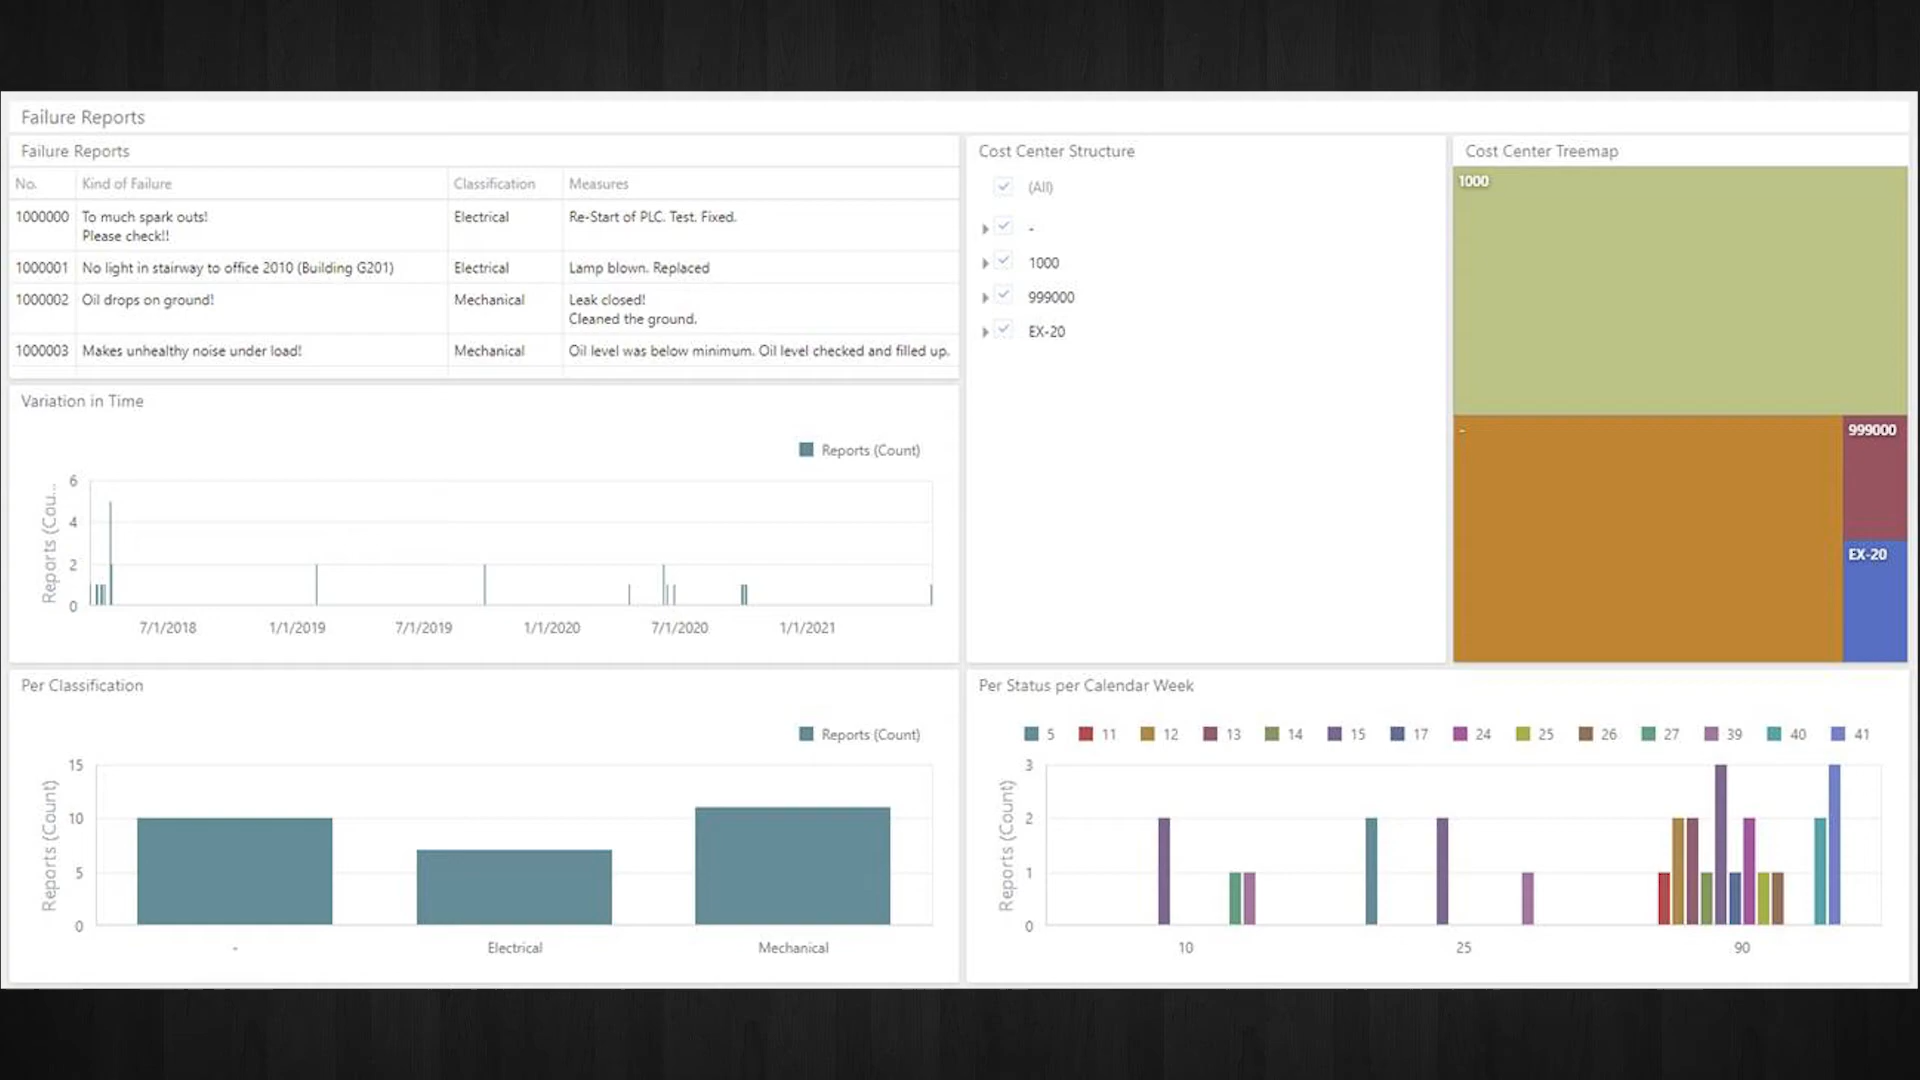 Failure Reports
Failure Reports
No. Kind of Failure Classification Measures
1000000 To much spark outs! Electrical Re-Start of PLC. Test. Fixed.
Please check!!
1000001 No light in stairway to office 2010 (Building G201) Electrical Lamp blown. Replaced
1000002 Oil drops on ground! Mechanical Leak closed!
Cleaned the ground.
1000003 Makes unhealthy noise under load! Mechanical Oil level was below minimum. Oil level checked and filled up.
Cost Center Structure
(All)
-
1000
999000
EX-20
Cost Center Treemap
1000
-
999000
EX-20
Variation in Time
Reports (Count)
Reports (Cou...
6
4
2
0
7/1/2018 1/1/2019 7/1/2019 1/1/2020 7/1/2020 1/1/2021
Per Classification
Reports (Count)
Reports (Count)
15
10
5
0
- Electrical Mechanical
Per Status per Calendar Week
5 11 12 13 14 15 17 24 25 26 27 39 40 41
Reports (Count)
3
2
1
0
10 25 90